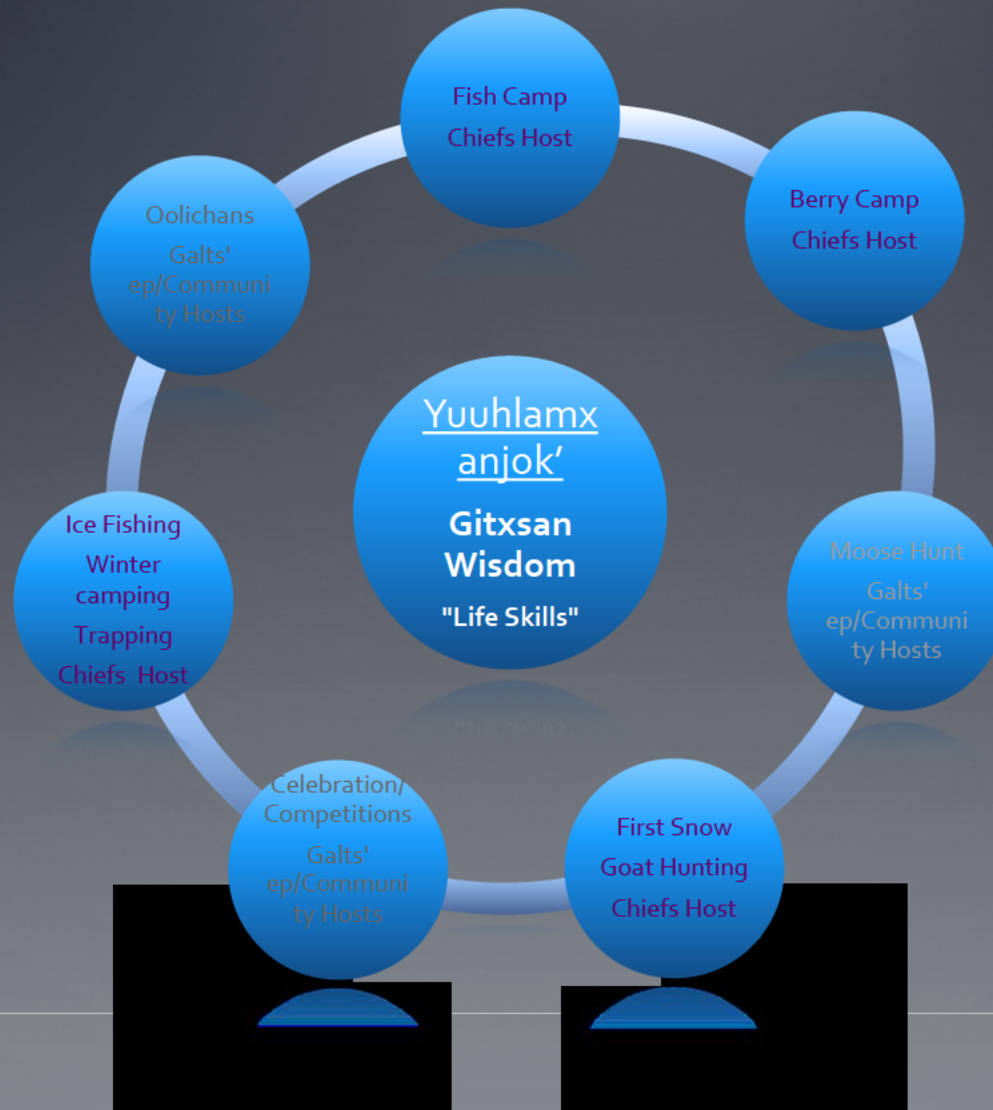 Fish Camp
Chiefs Host
Berry Camp
Chiefs Host
Moose Hunt
Galts'
ep/Communi
ty Hosts
First Snow
Goat Hunting
Chiefs Host
Celebration/
Competitions
Galts'
ep/Communi
ty Hosts
Ice Fishing
Winter
camping
Trapping
Chiefs Host
Oolichans
Galts'
ep/Communi
ty Hosts
Yuuhlamx
anjok’
Gitxsan
Wisdom
"Life Skills"